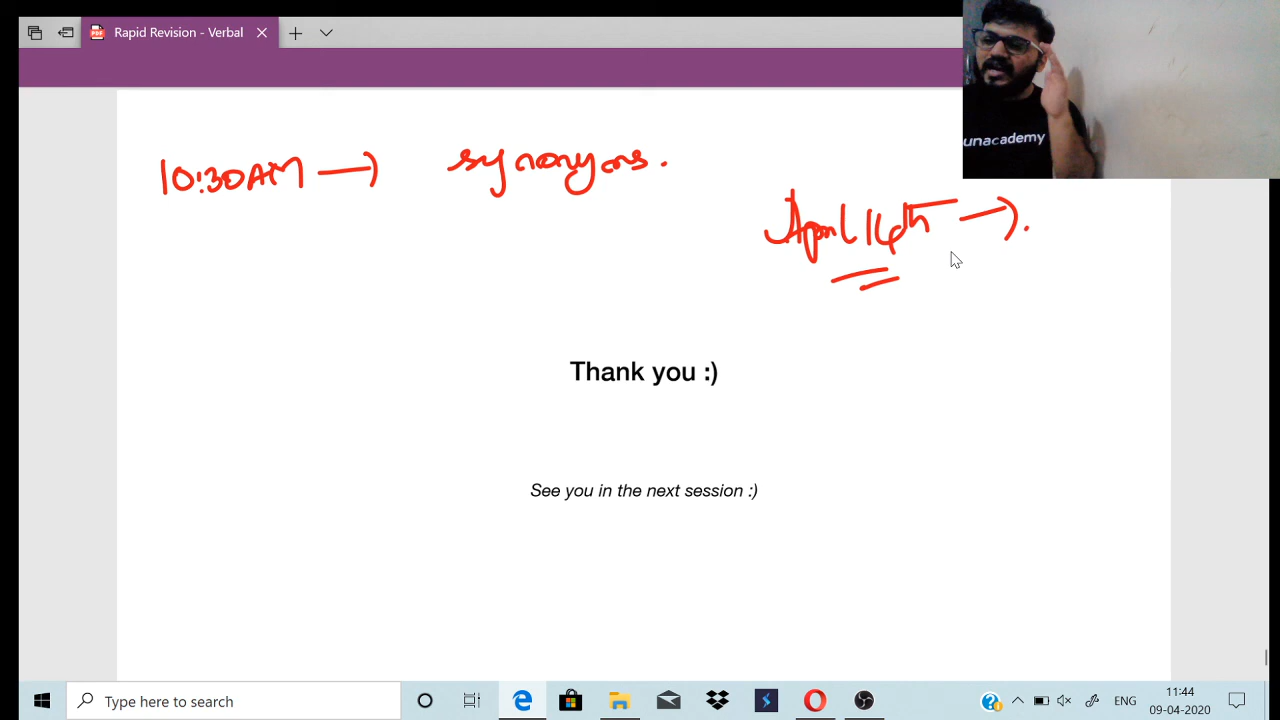 Rapid Revision - Verbal
unacademy
10:30AM → synonyms.
April 14th →.
Thank you :)
See you in the next session :)
Type here to search
ENG
11:44
09-04-2020